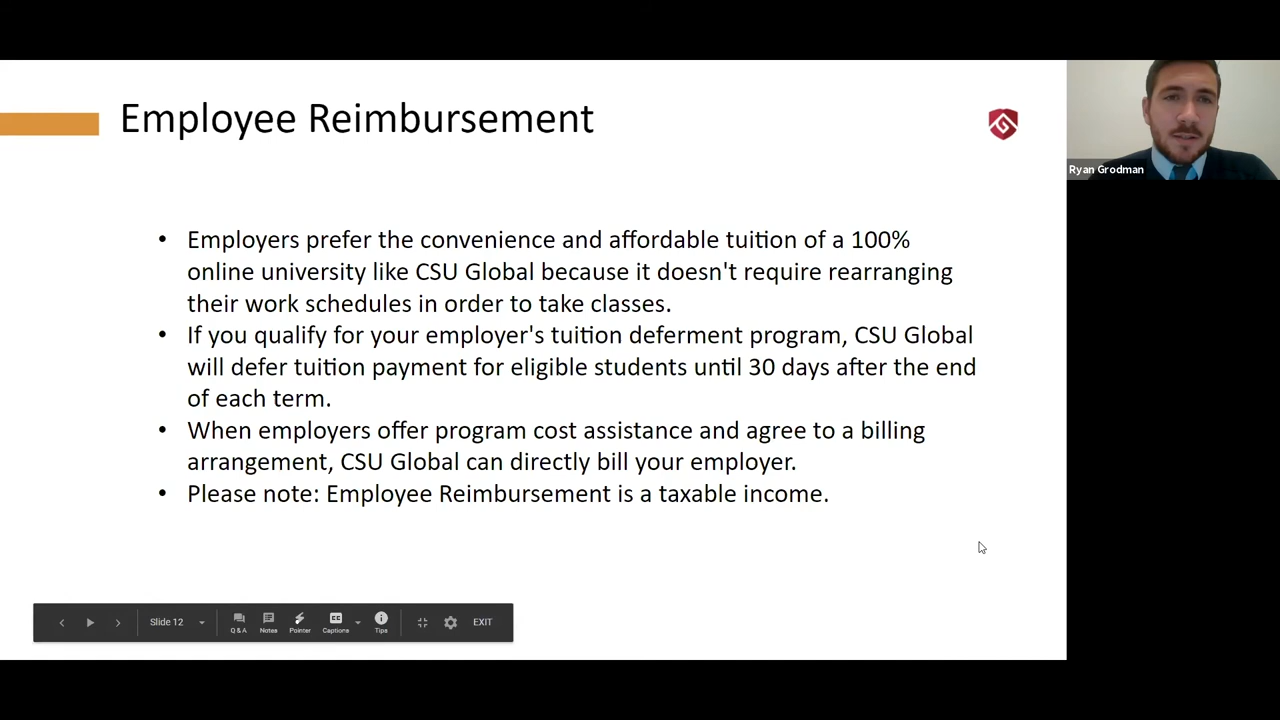 Employee Reimbursement
Ryan Grodman
• Employers prefer the convenience and affordable tuition of a 100%
online university like CSU Global because it doesn't require rearranging
their work schedules in order to take classes.
• If you qualify for your employer's tuition deferment program, CSU Global
will defer tuition payment for eligible students until 30 days after the end
of each term.
• When employers offer program cost assistance and agree to a billing
arrangement, CSU Global can directly bill your employer.
• Please note: Employee Reimbursement is a taxable income.
Slide 12
Q & A
Notes
Pointer
CC
Captions
Tips
EXIT